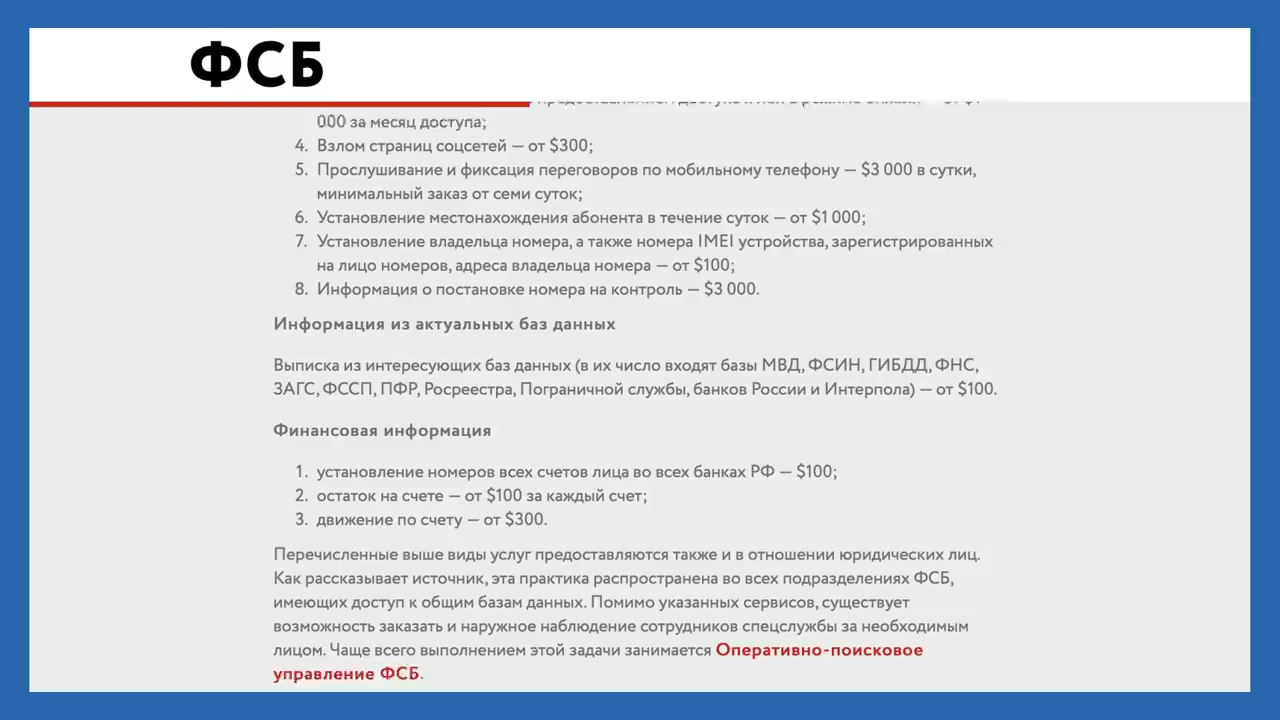 ФСБ
000 за месяц доступа;
4. Взлом страниц соцсетей — от $300;
5. Прослушивание и фиксация переговоров по мобильному телефону — $3 000 в сутки,
минимальный заказ от семи суток;
6. Установление местонахождения абонента в течение суток — от $1 000;
7. Установление владельца номера, а также номера IMEI устройства, зарегистрированных
на лицо номеров, адреса владельца номера — от $100;
8. Информация о постановке номера на контроль — $3 000.
Информация из актуальных баз данных
Выписка из интересующих баз данных (в их число входят базы МВД, ФСИН, ГИБДД, ФНС,
ЗАГС, ФССП, ПФР, Росреестра, Пограничной службы, банков России и Интерпола) — от $100.
Финансовая информация
1. установление номеров всех счетов лица во всех банках РФ — $100;
2. остаток на счете — от $100 за каждый счет;
3. движение по счету — от $300.
Перечисленные выше виды услуг предоставляются также и в отношении юридических лиц.
Как рассказывает источник, эта практика распространена во всех подразделениях ФСБ,
имеющих доступ к общим базам данных. Помимо указанных сервисов, существует
возможность заказать и наружное наблюдение сотрудников спецслужбы за необходимым
лицом. Чаще всего выполнением этой задачи занимается Оперативно-поисковое
управление ФСБ.